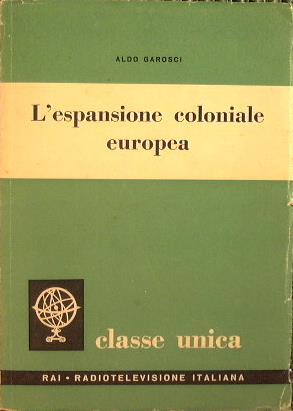 ALDO GAROSCI
L'espansione coloniale
europea
classe unica
RAI • RADIOTELEVISIONE ITALIANA